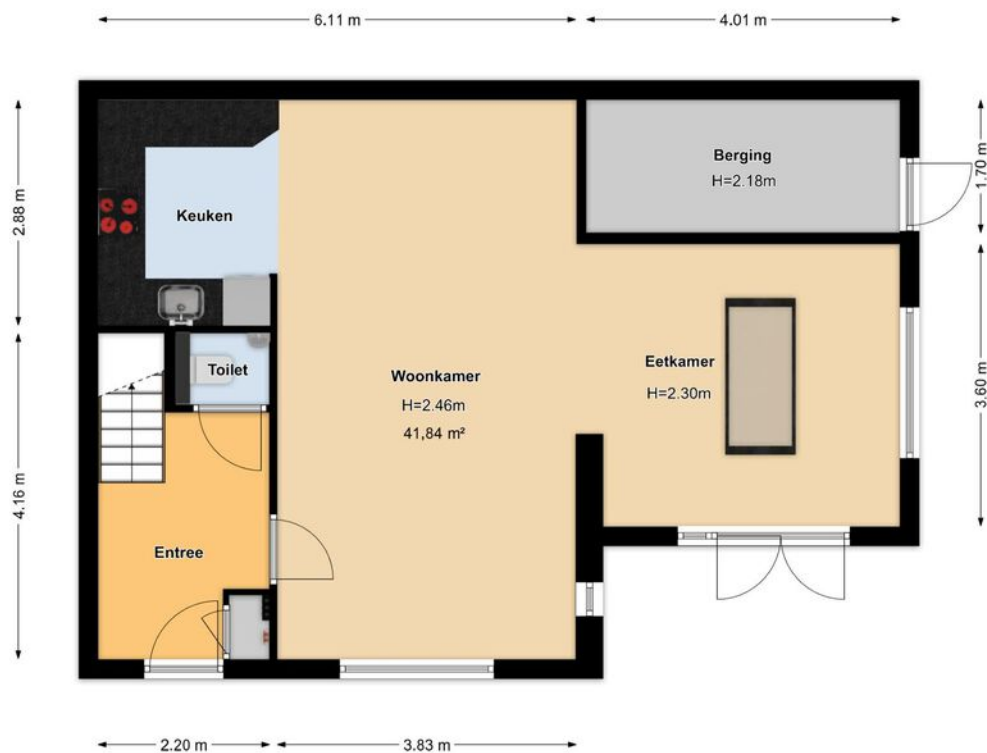 6.11 m
4.01 m
2.88 m
1.70 m
Berging
H=2.18m
Keuken
Toilet
Woonkamer
H=2.46m
41,84 m²
Eetkamer
H=2.30m
3.60 m
4.16 m
Entree
2.20 m
3.83 m